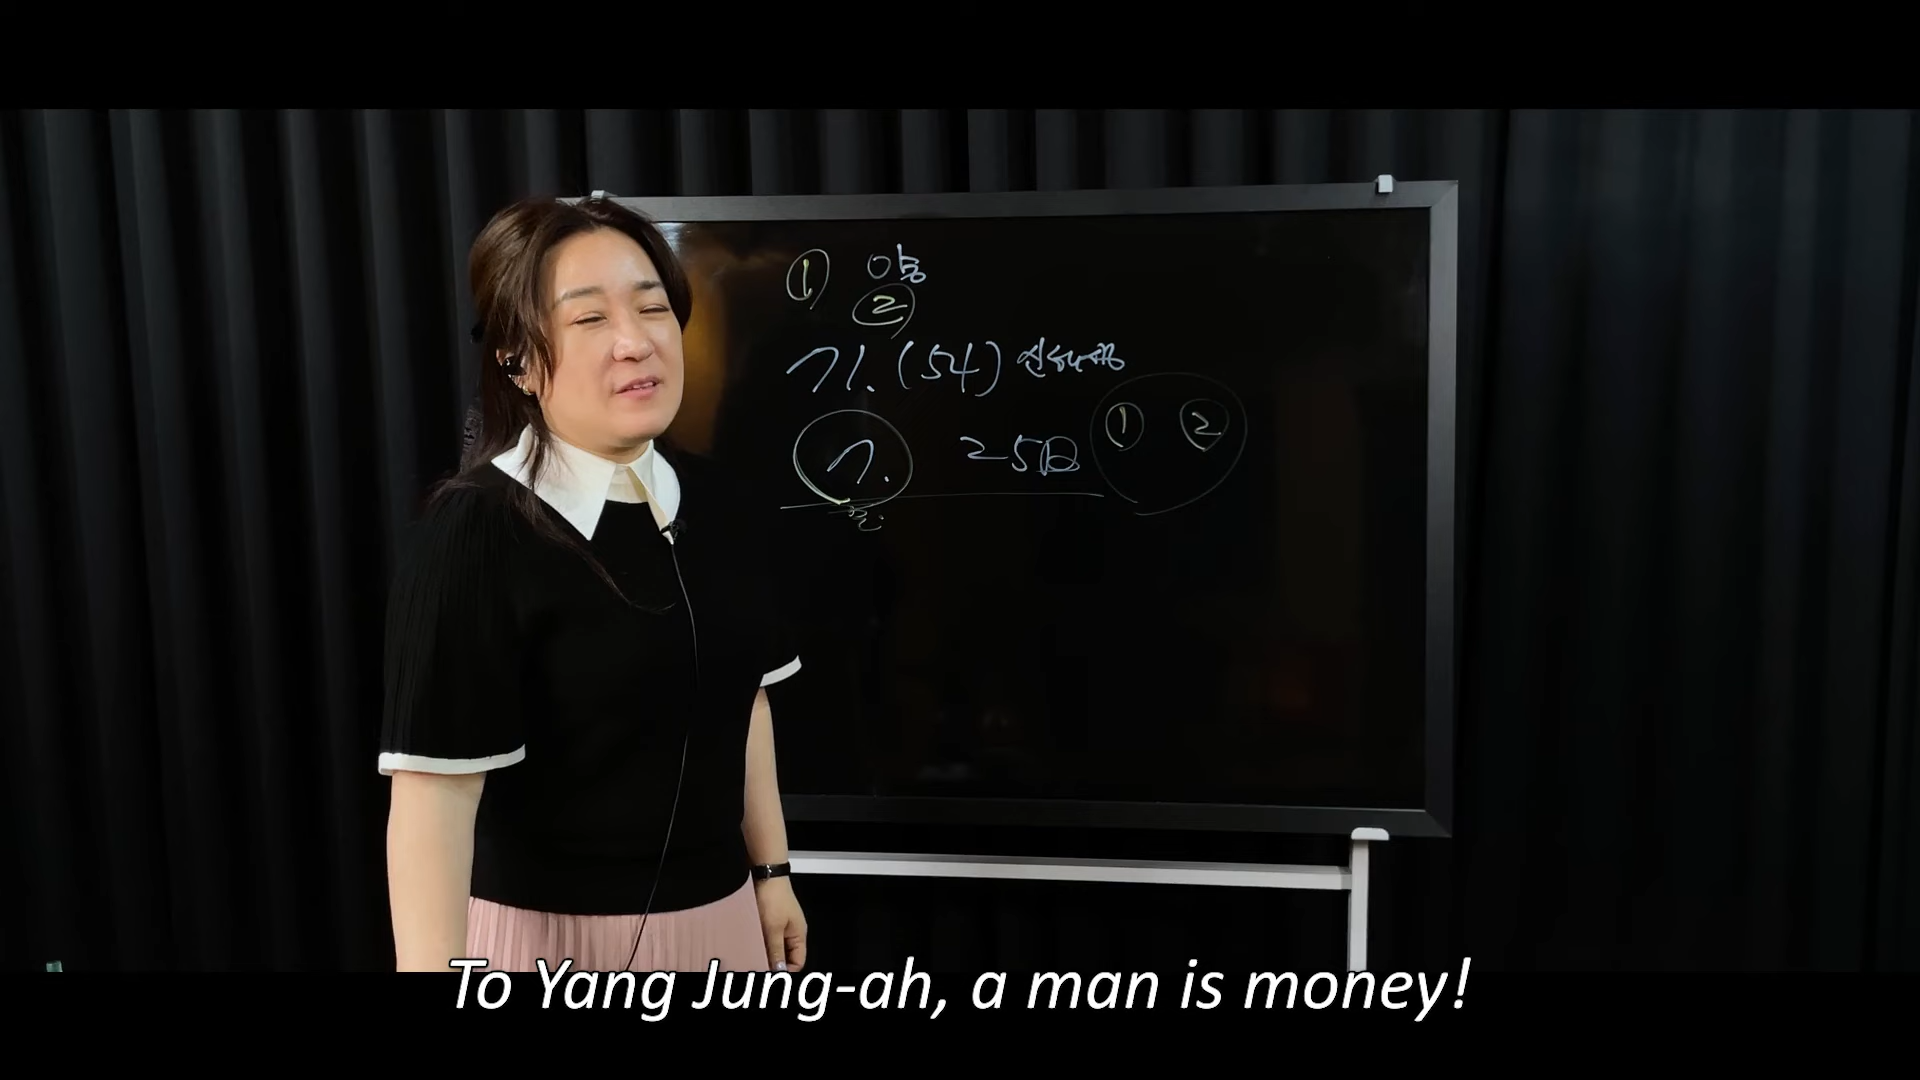 ① 양
②
71. (54)
7. 25日 ① ②
To Yang Jung-ah, a man is money!